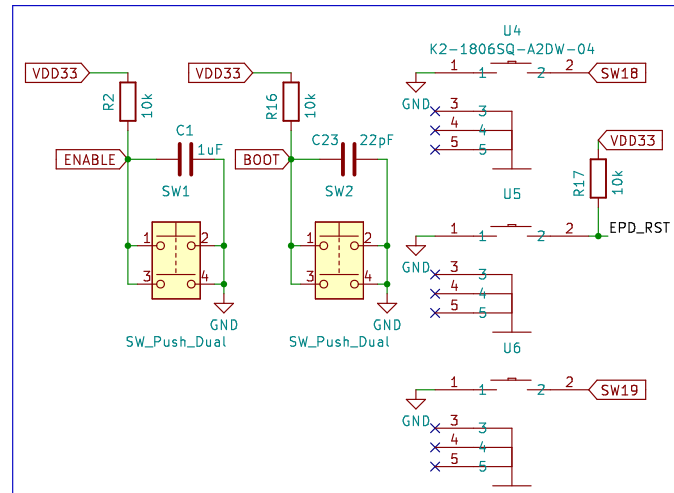 U4
K2-1806SQ-A2DW-04
VDD33
VDD33
1
1
2
2
SW18
R2
10k
R16
10k
GND
3
3
4
4
5
5
C1
1uF
C23
22pF
VDD33
ENABLE
BOOT
SW1
SW2
R17
10k
U5
1
2
1
2
1
1
2
2
EPD_RST
3
4
3
4
GND
3
3
4
4
5
5
GND
GND
SW_Push_Dual
SW_Push_Dual
U6
1
1
2
2
SW19
GND
3
3
4
4
5
5